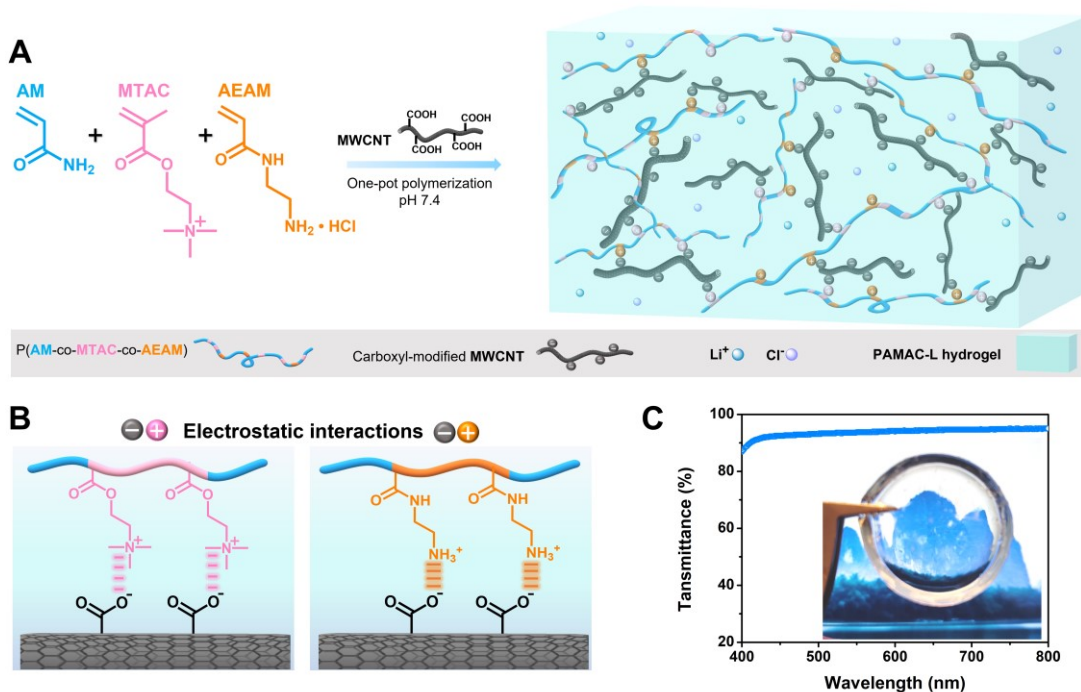 A
AM
MTAC
AEAM
+
+
O
NH₂
O
O
N
+
O
NH
NH₂ • HCl
MWCNT
COOH
COOH
COOH
COOH
One-pot polymerization
pH 7.4
P(AM-co-MTAC-co-AEAM)
Carboxyl-modified MWCNT
Li⁺
Cl⁻
PAMAC-L hydrogel
B
− + Electrostatic interactions − +
O
O
O
O
N
+
N
+
O
O⁻
O
O⁻
O
NH
O
NH
NH₃⁺
NH₃⁺
O
O⁻
O
O⁻
C
Tansmittance (%)
100
80
60
40
20
400
500
600
700
800
Wavelength (nm)